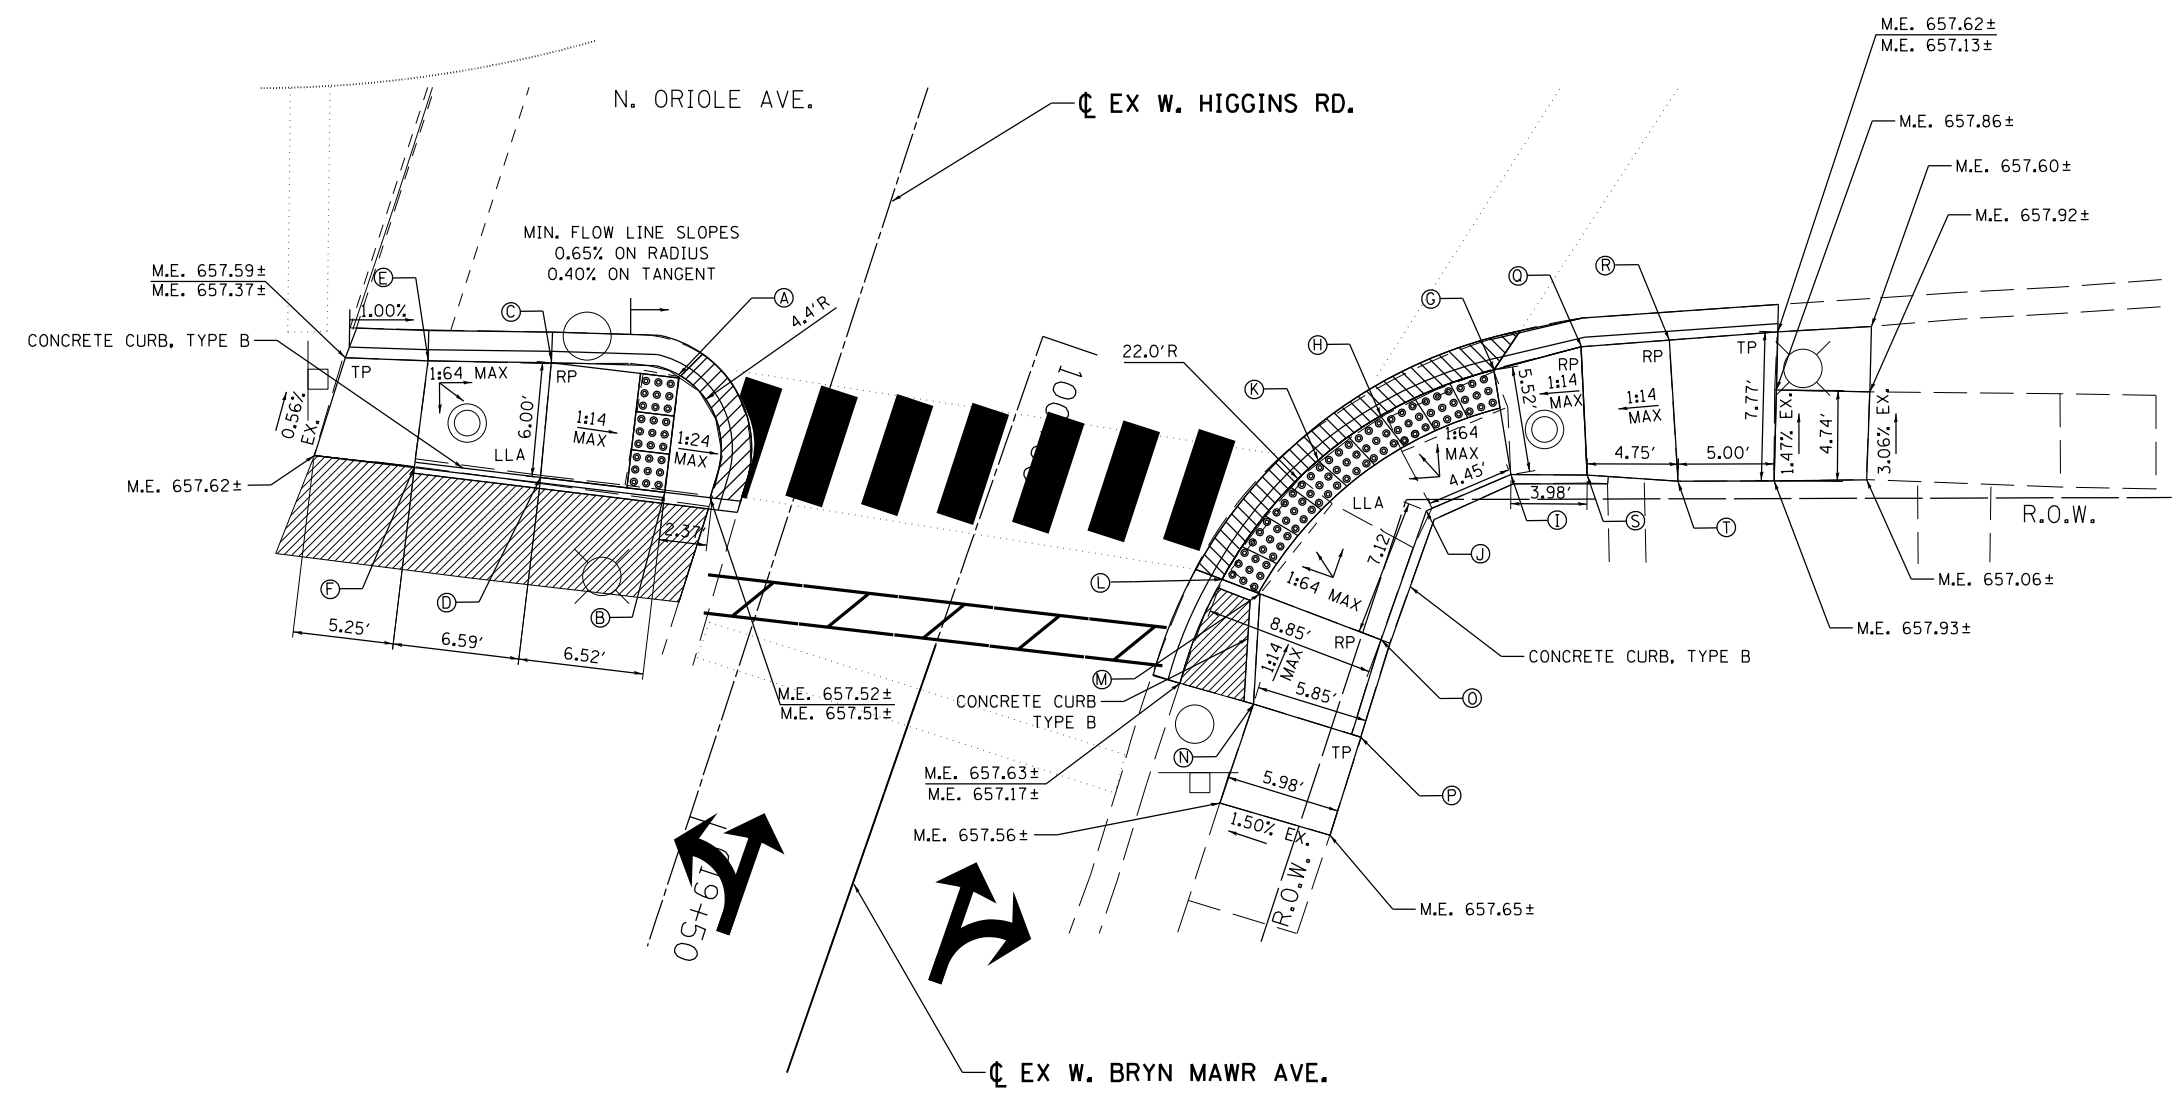 M.E. 657.62±
M.E. 657.13±
N. ORIOLE AVE.
℄ EX W. HIGGINS RD.
M.E. 657.86±
M.E. 657.60±
M.E. 657.92±
MIN. FLOW LINE SLOPES
0.65% ON RADIUS
0.40% ON TANGENT
M.E. 657.59±
M.E. 657.37±
E
C
A
4.4'R
1.00%
CONCRETE CURB, TYPE B
TP
1:64 MAX
RP
0.56%
EX.
6.00'
1:14
MAX
1:24
MAX
LLA
M.E. 657.62±
2.37'
F
D
B
5.25'
6.59'
6.52'
M.E. 657.52±
M.E. 657.51±
Q
R
G
H
K
22.0'R
RP
1:14
MAX
5.52'
RP
1:14
MAX
TP
7.77'
1.47% EX.
4.74'
3.06% EX.
4.75'
5.00'
1:64
MAX
4.45'
3.98'
LLA
I
S
T
J
R.O.W.
L
7.12'
1:64 MAX
M.E. 657.06±
M.E. 657.93±
8.85'
RP
1:14
MAX
5.85'
CONCRETE CURB, TYPE B
M
O
CONCRETE CURB
TYPE B
N
TP
P
M.E. 657.63±
M.E. 657.17±
5.98'
M.E. 657.56±
1.50% EX.
R.O.W.
M.E. 657.65±
19+50
℄ EX W. BRYN MAWR AVE.